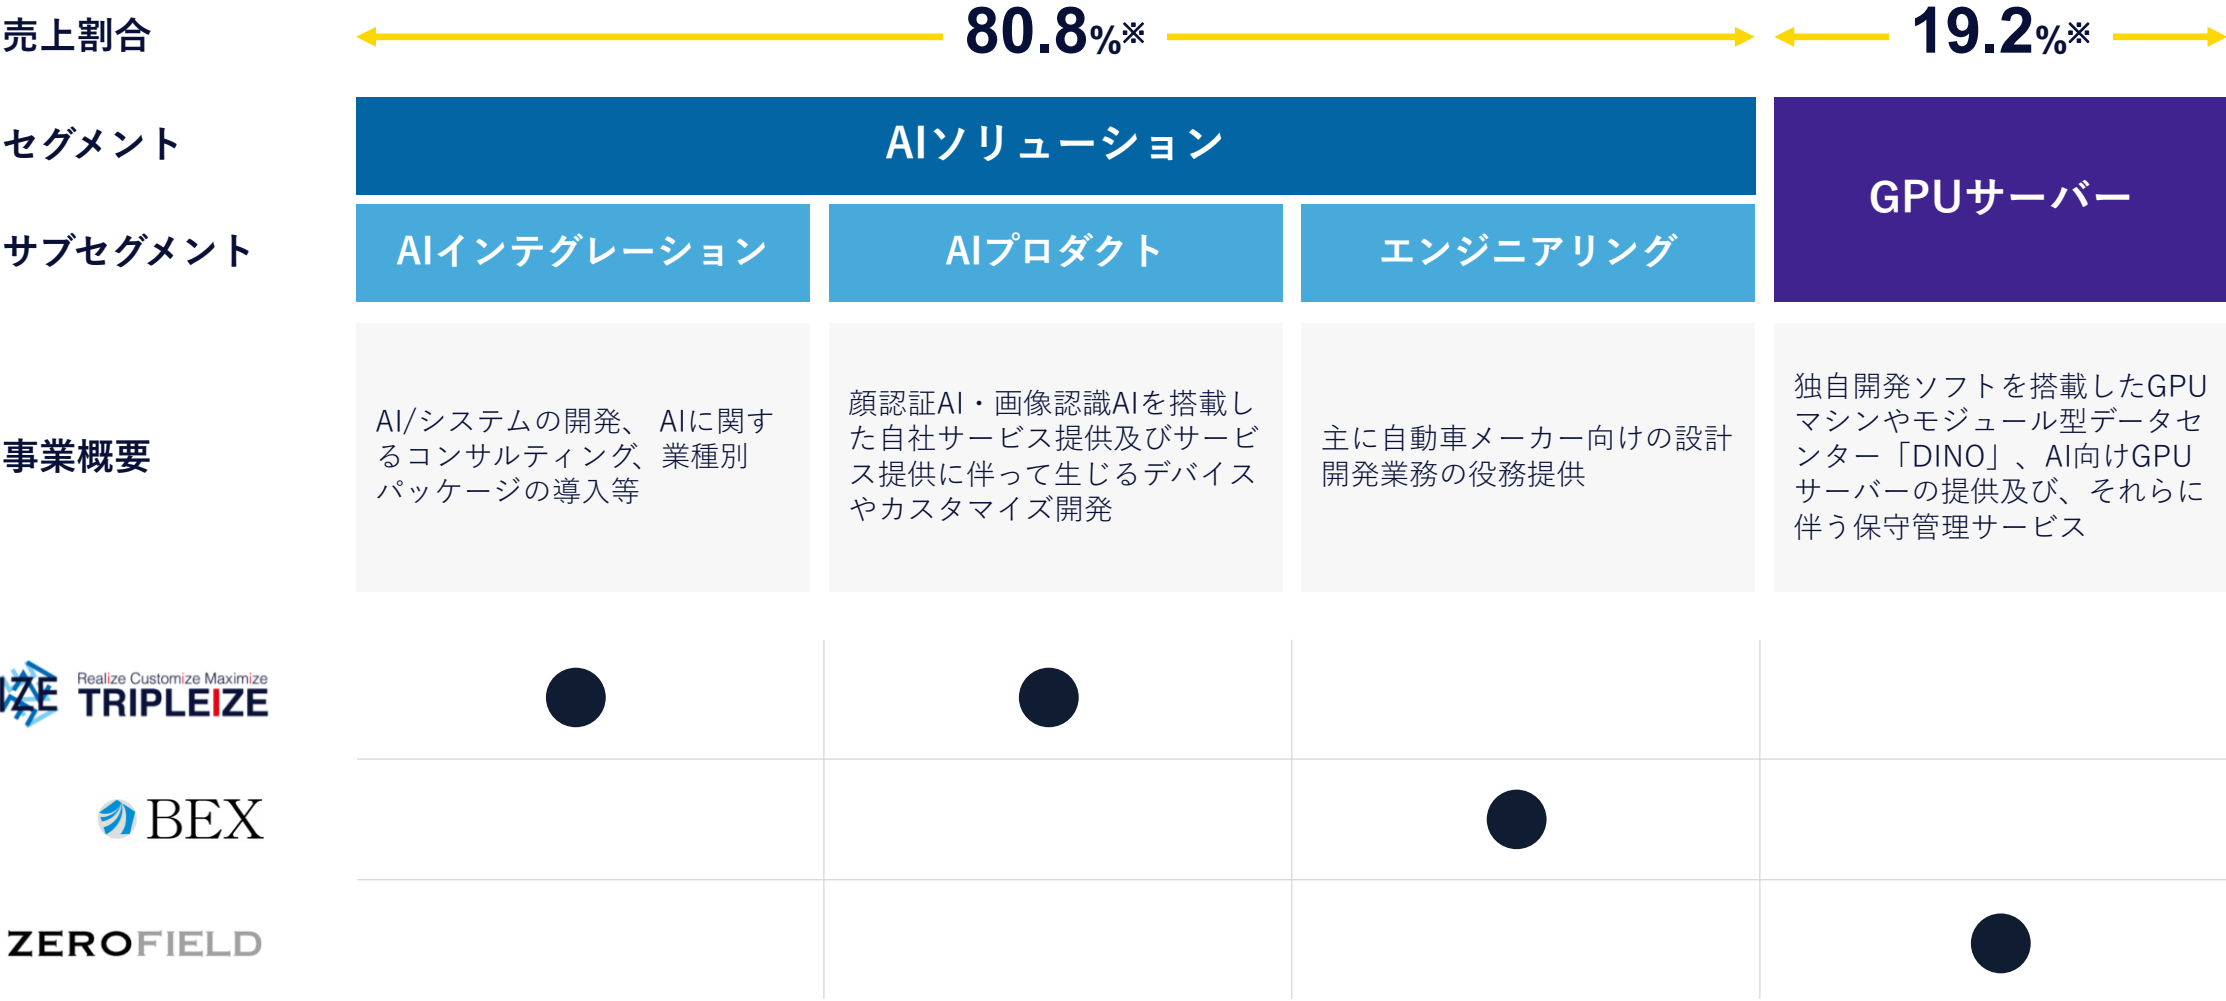 売上割合
80.8%※
19.2%※
セグメント
AIソリューション
GPUサーバー
サブセグメント
AIインテグレーション
AIプロダクト
エンジニアリング
事業概要
AI/システムの開発、 AIに関す
るコンサルティング、業種別
パッケージの導入等
顔認証AI・画像認識AIを搭載し
た自社サービス提供及びサービ
ス提供に伴って生じるデバイス
やカスタマイズ開発
主に自動車メーカー向けの設計
開発業務の役務提供
独自開発ソフトを搭載したGPU
マシンやモジュール型データセ
ンター「DINO」、AI向けGPU
サーバーの提供及び、それらに
伴う保守管理サービス
IZE
Realize Customize Maximize
TRIPLEIZE
BEX
ZEROFIELD